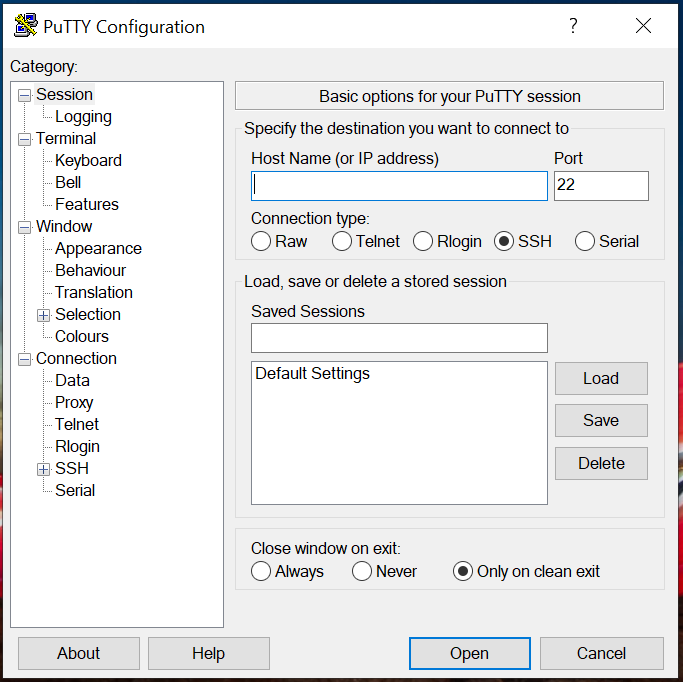 PuTTY Configuration ? ×
Category:
Session
Logging
Terminal
Keyboard
Bell
Features
Window
Appearance
Behaviour
Translation
Selection
Colours
Connection
Data
Proxy
Telnet
Rlogin
SSH
Serial
Basic options for your PuTTY session
Specify the destination you want to connect to
Host Name (or IP address) Port
22
Connection type:
Raw Telnet Rlogin SSH Serial
Load, save or delete a stored session
Saved Sessions
Default Settings
Load
Save
Delete
Close window on exit:
Always Never Only on clean exit
About Help Open Cancel